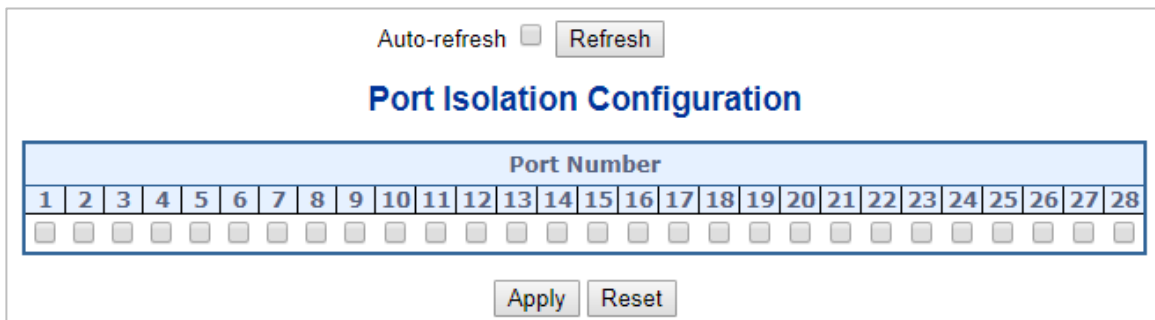 Auto-refresh Refresh
Port Isolation Configuration
Port Number
1 2 3 4 5 6 7 8 9 10 11 12 13 14 15 16 17 18 19 20 21 22 23 24 25 26 27 28
Apply Reset